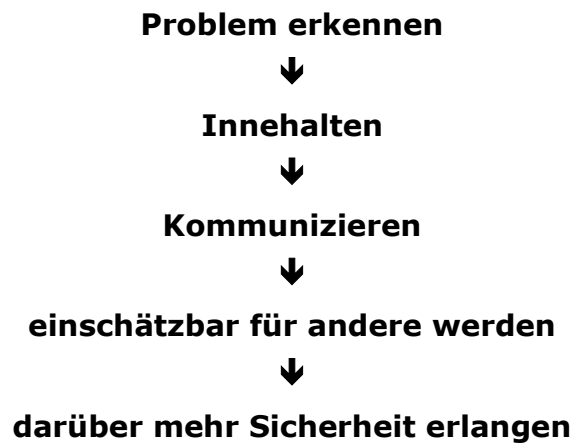 Problem erkennen
↓
Innehalten
↓
Kommunizieren
↓
einschätzbar für andere werden
↓
darüber mehr Sicherheit erlangen